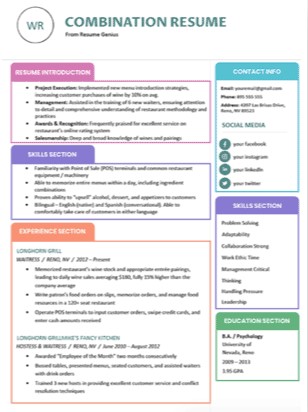 WR
COMBINATION RESUME
From Resume Genius
RESUME INTRODUCTION
Project Execution: Implemented new menu introduction strategies,
increasing customer purchases of wine by 10% on avg.
Management: Assisted in the training of 6 new waiters, ensuring attention
to detail and comprehensive understanding of restaurant methodology and
practices
Awards & Recognition: Frequently praised for excellent service on
restaurant's online rating system
Salesmanship: Deep and broad knowledge of wines and pairings
SKILLS SECTION
Familiarity with Point of Sale (POS) terminals and common restaurant
equipment / machinery
Able to memorize entire menus within a day, including ingredient
combinations
Proven ability to "upsell" alcohol, dessert, and appetizers to customers
Bilingual – English (native) and Spanish (conversational). Able to
comfortably take care of customers in either language
EXPERIENCE SECTION
LONGHORN GRILL
WAITRESS / RENO, NV / 2012 – Present
Memorized restaurant's wine stock and appropriate entrée pairings,
leading to daily wine sales averaging $180, fully 15% higher than the
company average
Write patron's food orders on slips, memorize orders, and manage food
resources in a 120+ seat restaurant
Operate POS terminals to input customer orders, swipe credit cards, and
enter cash amounts received
LONGHORN GRILLMIKE'S FANCY KITCHEN
HOSTESS & WAITRESS / RENO, NV / June 2010 – August 2012
Awarded "Employee of the Month" two months consecutively
Bussed tables, presented menus, seated customers, and assisted waiters
with drink orders
Trained 3 new hosts in providing excellent customer service and conflict
resolution techniques
CONTACT INFO
Email: youremail@gmail.com
Phone: 895 555 555
Address: 4397 Lan Brian Drive,
Reno, NV 89523
SOCIAL MEDIA
your facebook
your instagram
your linkedin
your twitter
SKILLS SECTION
Problem Solving
Adaptability
Collaboration Strong
Work Ethic Time
Management Critical
Thinking
Handling Pressure
Leadership
EDUCATION SECTION
B.A. / Psychology
University of
Nevada, Reno
2009 – 2013
3.95 GPA